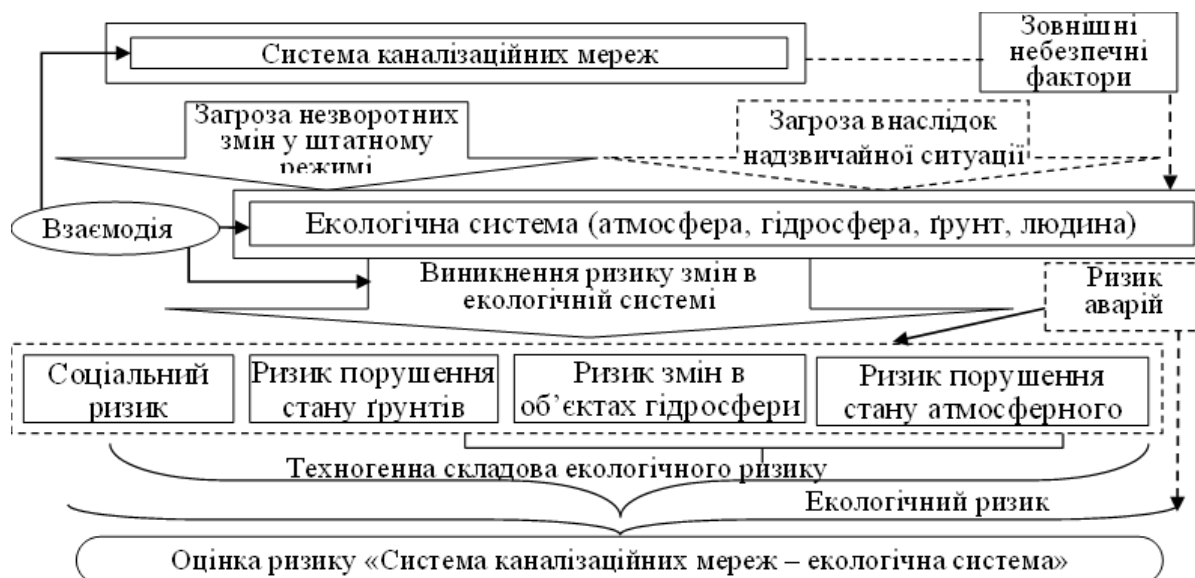 Система каналізаційних мереж
Зовнішні
небезпечні
фактори
Загроза незворотних
змін у штатному
режимі
Загроза внаслідок
надзвичайної ситуації
Взаємодія
Екологічна система (атмосфера, гідросфера, ґрунт, людина)
Виникнення ризику змін в
екологічній системі
Ризик
аварій
Соціальний
ризик
Ризик порушення
стану ґрунтів
Ризик змін в
об’єктах гідросфери
Ризик порушення
стану атмосферного
Техногенна складова екологічного ризику
Екологічний ризик
Оцінка ризику «Система каналізаційних мереж – екологічна система»